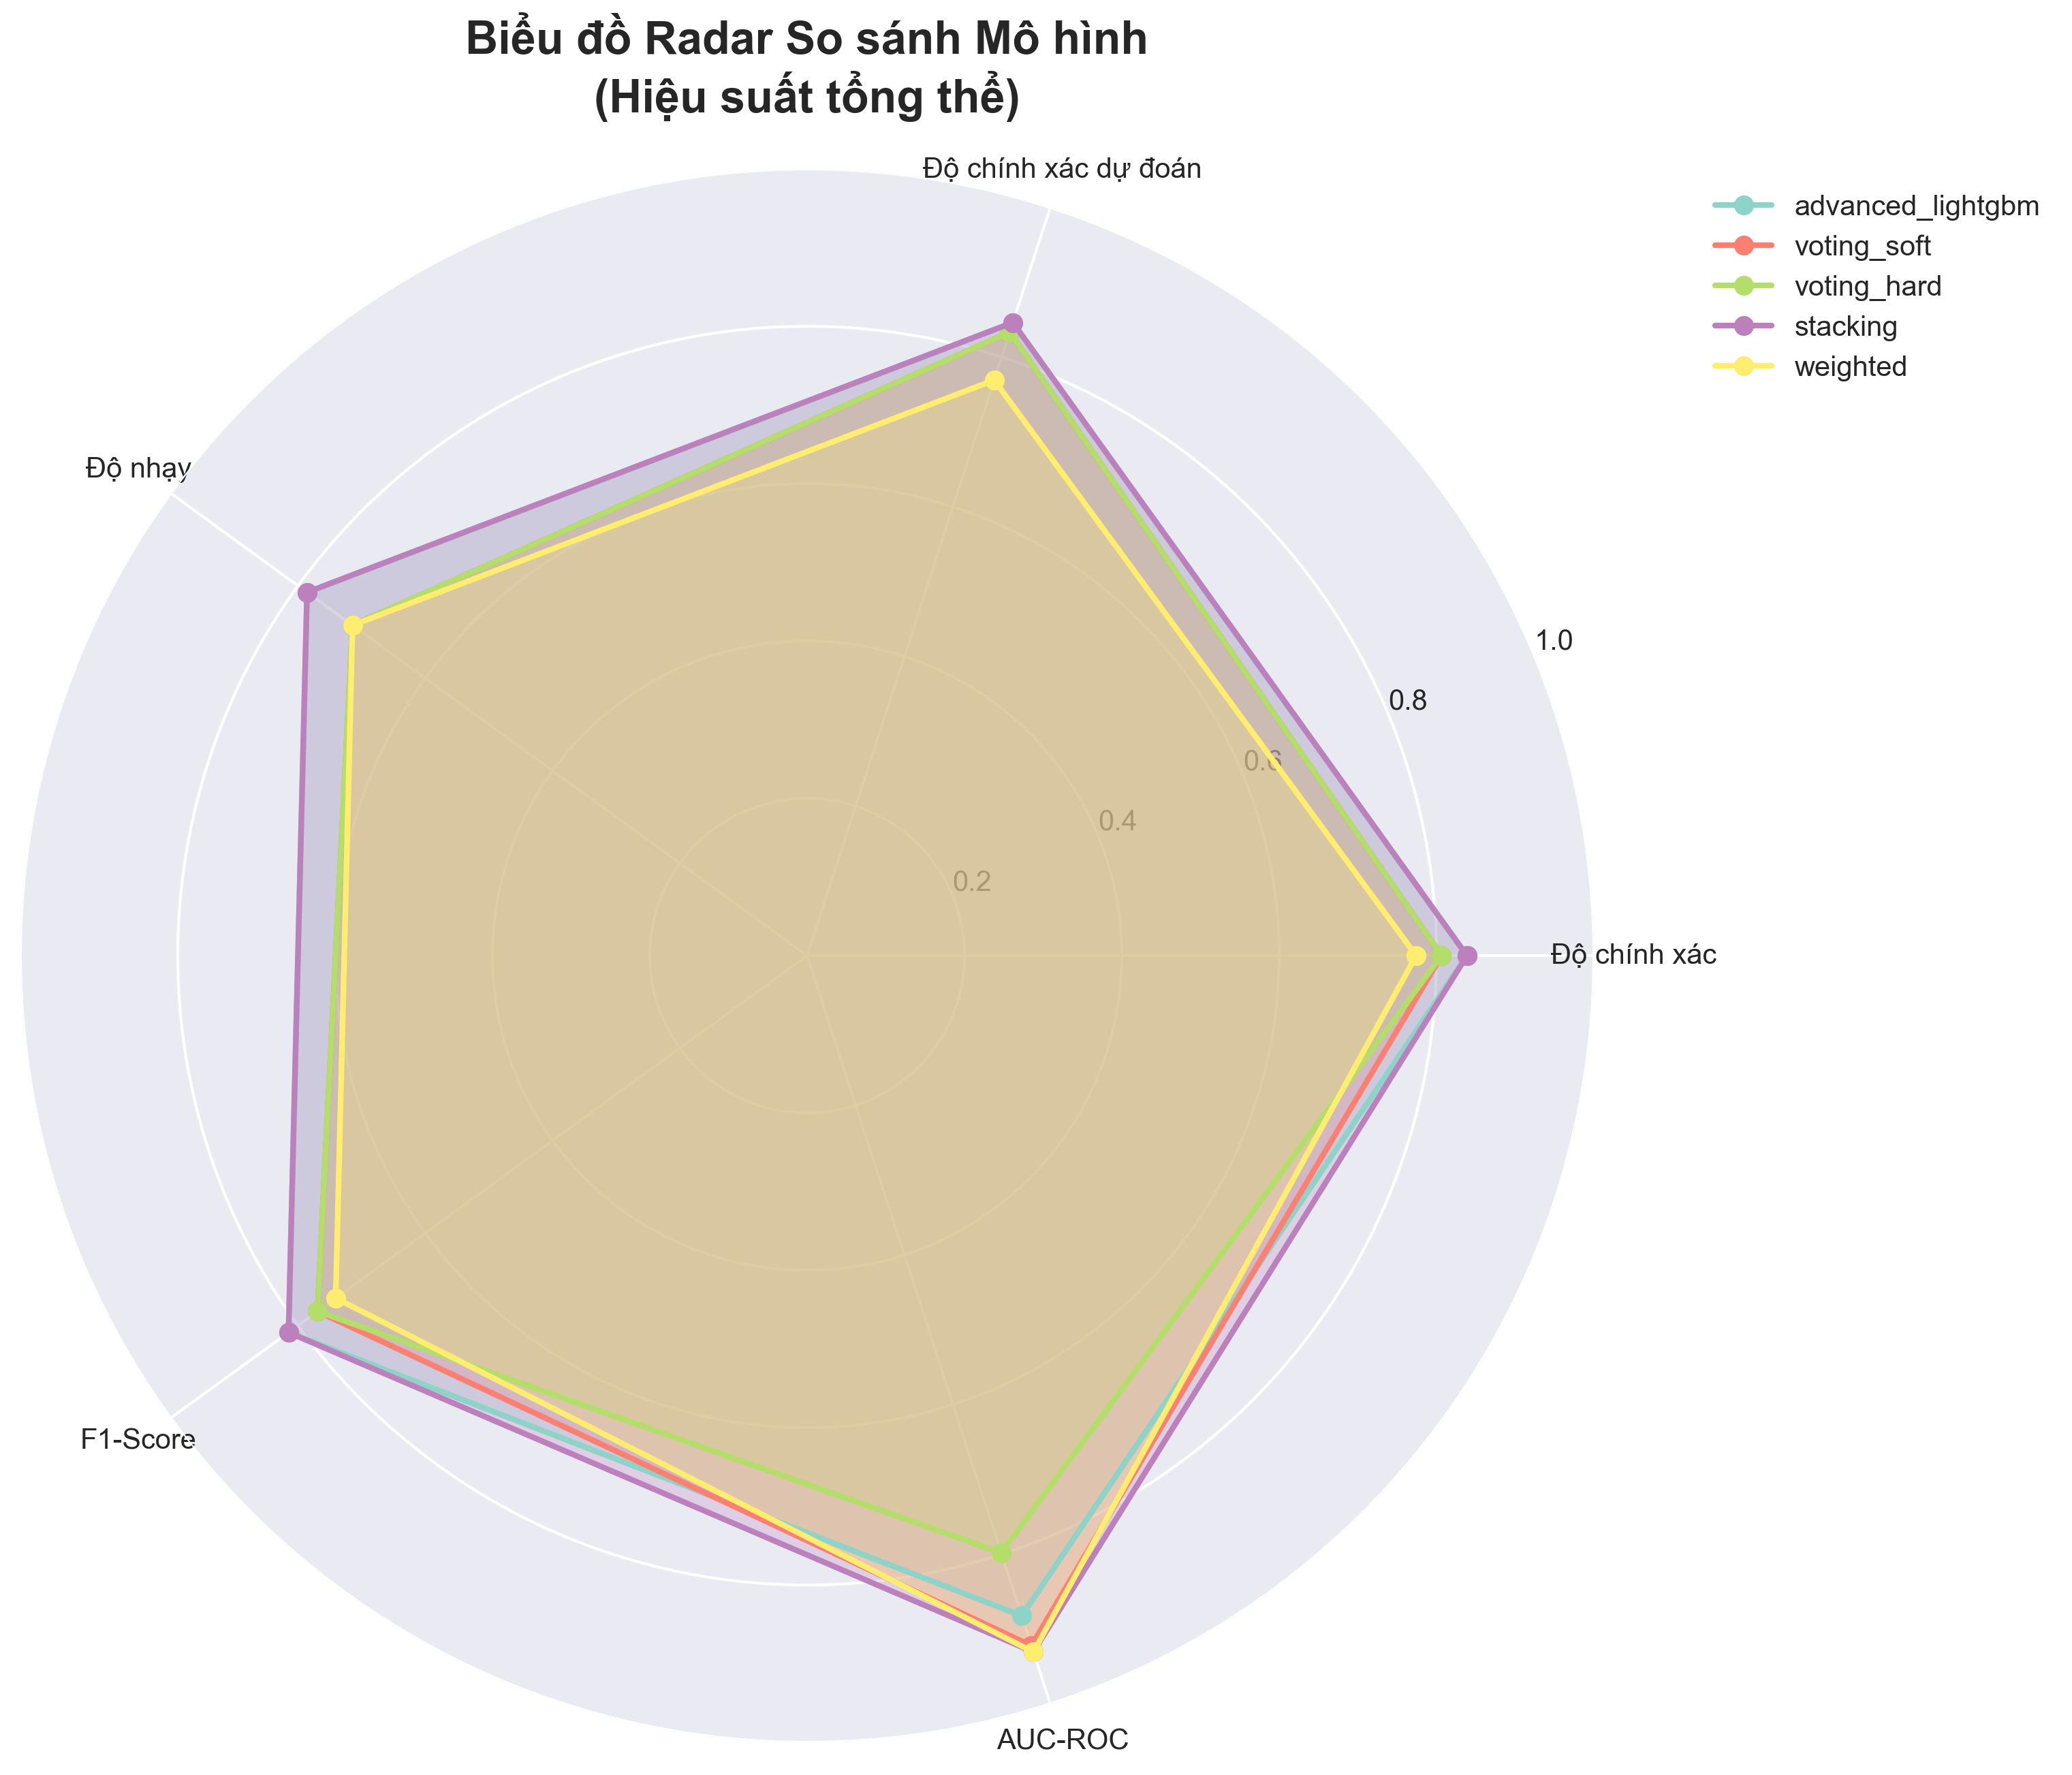 Biểu đồ Radar So sánh Mô hình
(Hiệu suất tổng thể)
Độ chính xác dự đoán
advanced_lightgbm
voting_soft
voting_hard
stacking
weighted
Độ nhạy
1.0
0.8
0.6
0.4
0.2
Độ chính xác
F1-Score
AUC-ROC